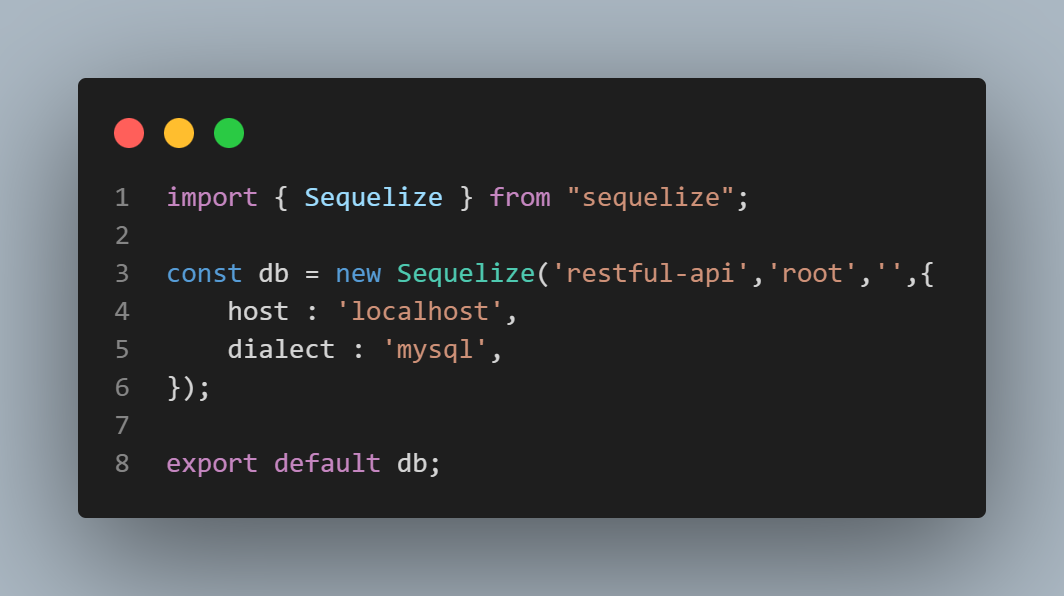 1 import { Sequelize } from "sequelize";
2
3 const db = new Sequelize('restful-api','root','',{
4     host : 'localhost',
5     dialect : 'mysql',
6 });
7
8 export default db;